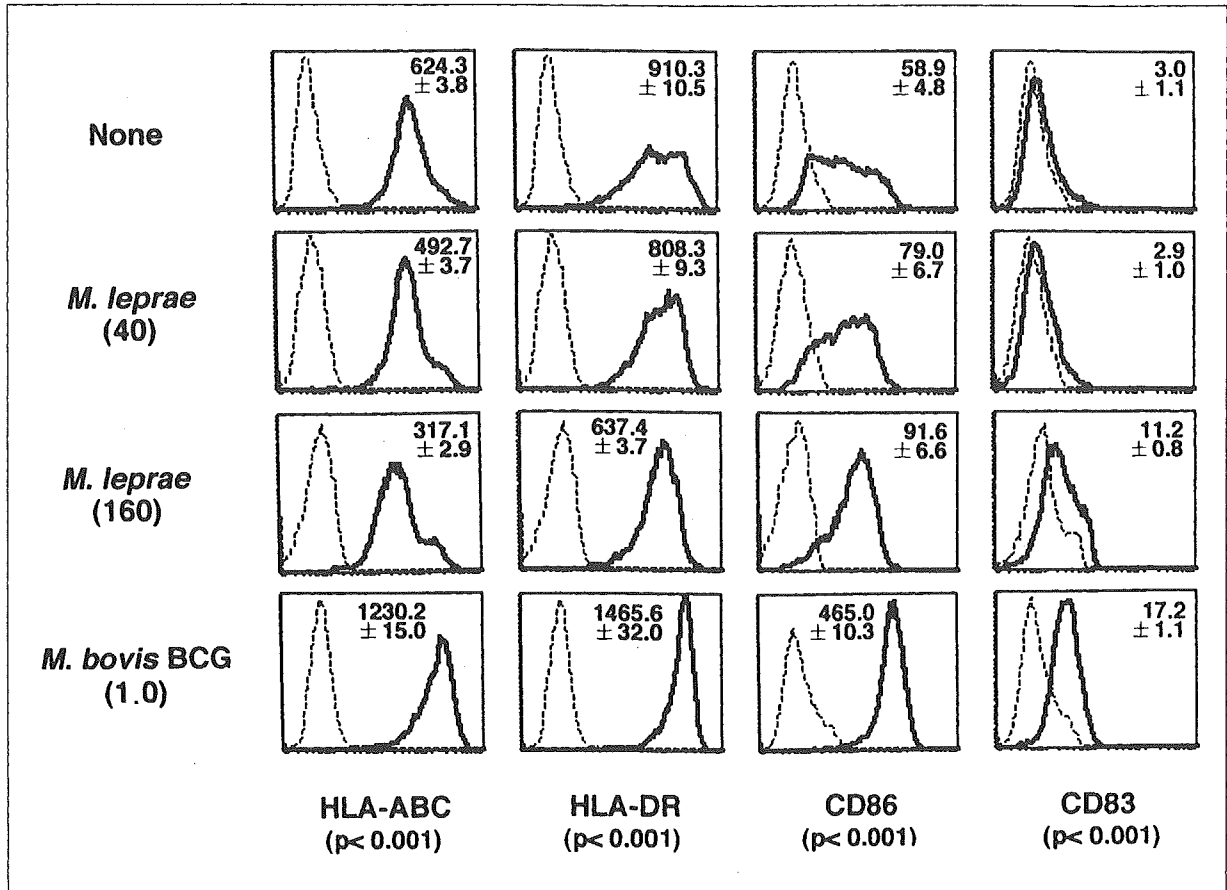 None
624.3
± 3.8
910.3
± 10.5
58.9
± 4.8
3.0
± 1.1
M. leprae
(40)
492.7
± 3.7
808.3
± 9.3
79.0
± 6.7
2.9
± 1.0
M. leprae
(160)
317.1
± 2.9
637.4
± 3.7
91.6
± 6.6
11.2
± 0.8
M. bovis BCG
(1.0)
1230.2
± 15.0
1465.6
± 32.0
465.0
± 10.3
17.2
± 1.1
HLA-ABC
(p< 0.001)
HLA-DR
(p< 0.001)
CD86
(p< 0.001)
CD83
(p< 0.001)